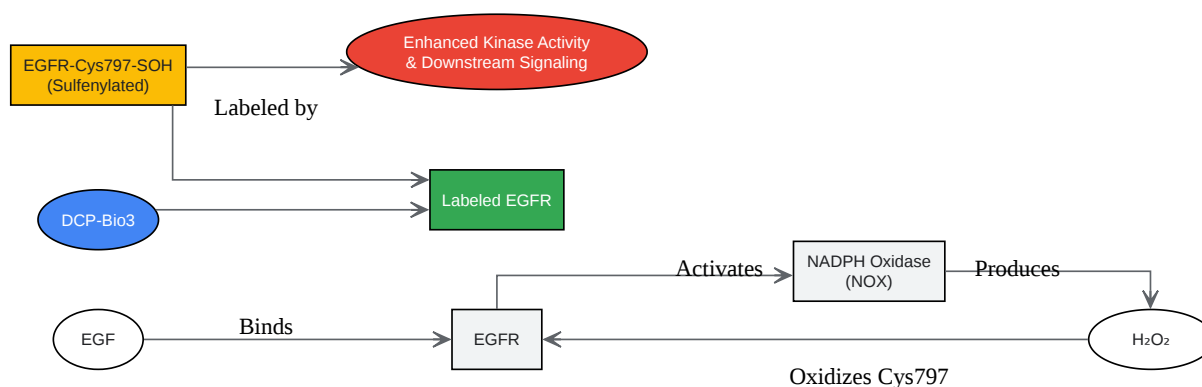 EGFR-Cys797-SOH
(Sulfenylated)
Enhanced Kinase Activity
& Downstream Signaling
Labeled by
Labeled EGFR
DCP-Bio3
Activates
NADPH Oxidase
(NOX)
Produces
EGF
Binds
EGFR
H₂O₂
Oxidizes Cys797